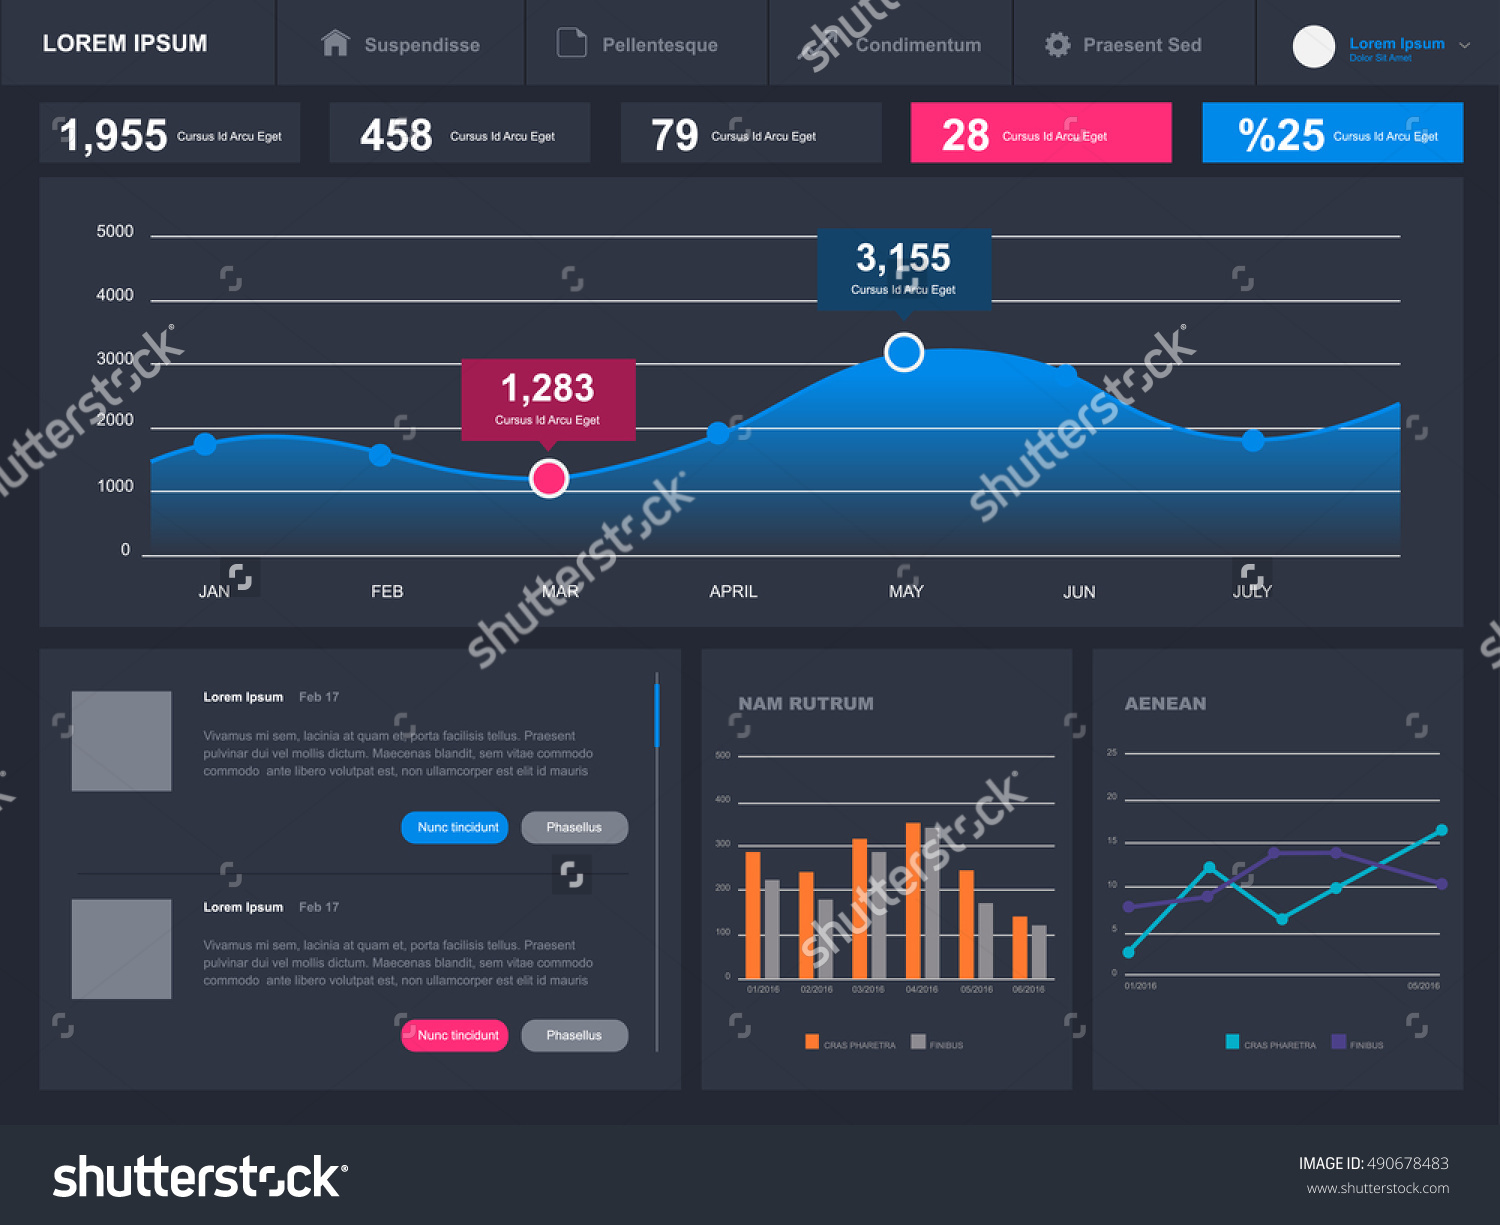 LOREM IPSUM
Suspendisse
Pellentesque
Condimentum
Praesent Sed
Lorem Ipsum
Dolor Sit Amet
1,955 Cursus Id Arcu Eget
458 Cursus Id Arcu Eget
79 Cursus Id Arcu Eget
28 Cursus Id Arcu Eget
%25 Cursus Id Arcu Eget
5000
4000
3000
2000
1000
0
3,155
Cursus Id Arcu Eget
1,283
Cursus Id Arcu Eget
JAN FEB MAR APRIL MAY JUN JULY
Lorem Ipsum Feb 17
Vivamus mi sem, lacinia at quam et, porta facilisis tellus. Praesent
pulvinar dui vel mollis dictum. Maecenas blandit, sem vitae commodo
commodo ante libero volutpat est, non ullamcorper est elit id mauris
Nunc tincidunt Phasellus
Lorem Ipsum Feb 17
Vivamus mi sem, lacinia at quam et, porta facilisis tellus. Praesent
pulvinar dui vel mollis dictum. Maecenas blandit, sem vitae commodo
commodo ante libero volutpat est, non ullamcorper est elit id mauris
Nunc tincidunt Phasellus
NAM RUTRUM
500
400
300
200
100
0
01/2016 02/2016 03/2016 04/2016 05/2016 06/2016
CRAS PHARETRA FINIBUS
AENEAN
25
20
15
10
5
0
01/2016 05/2016
CRAS PHARETRA FINIBUS
shutterstock
shutterstock
shutterstock
shutterstock
shutterstock
shutterstock
IMAGE ID: 490678483
www.shutterstock.com